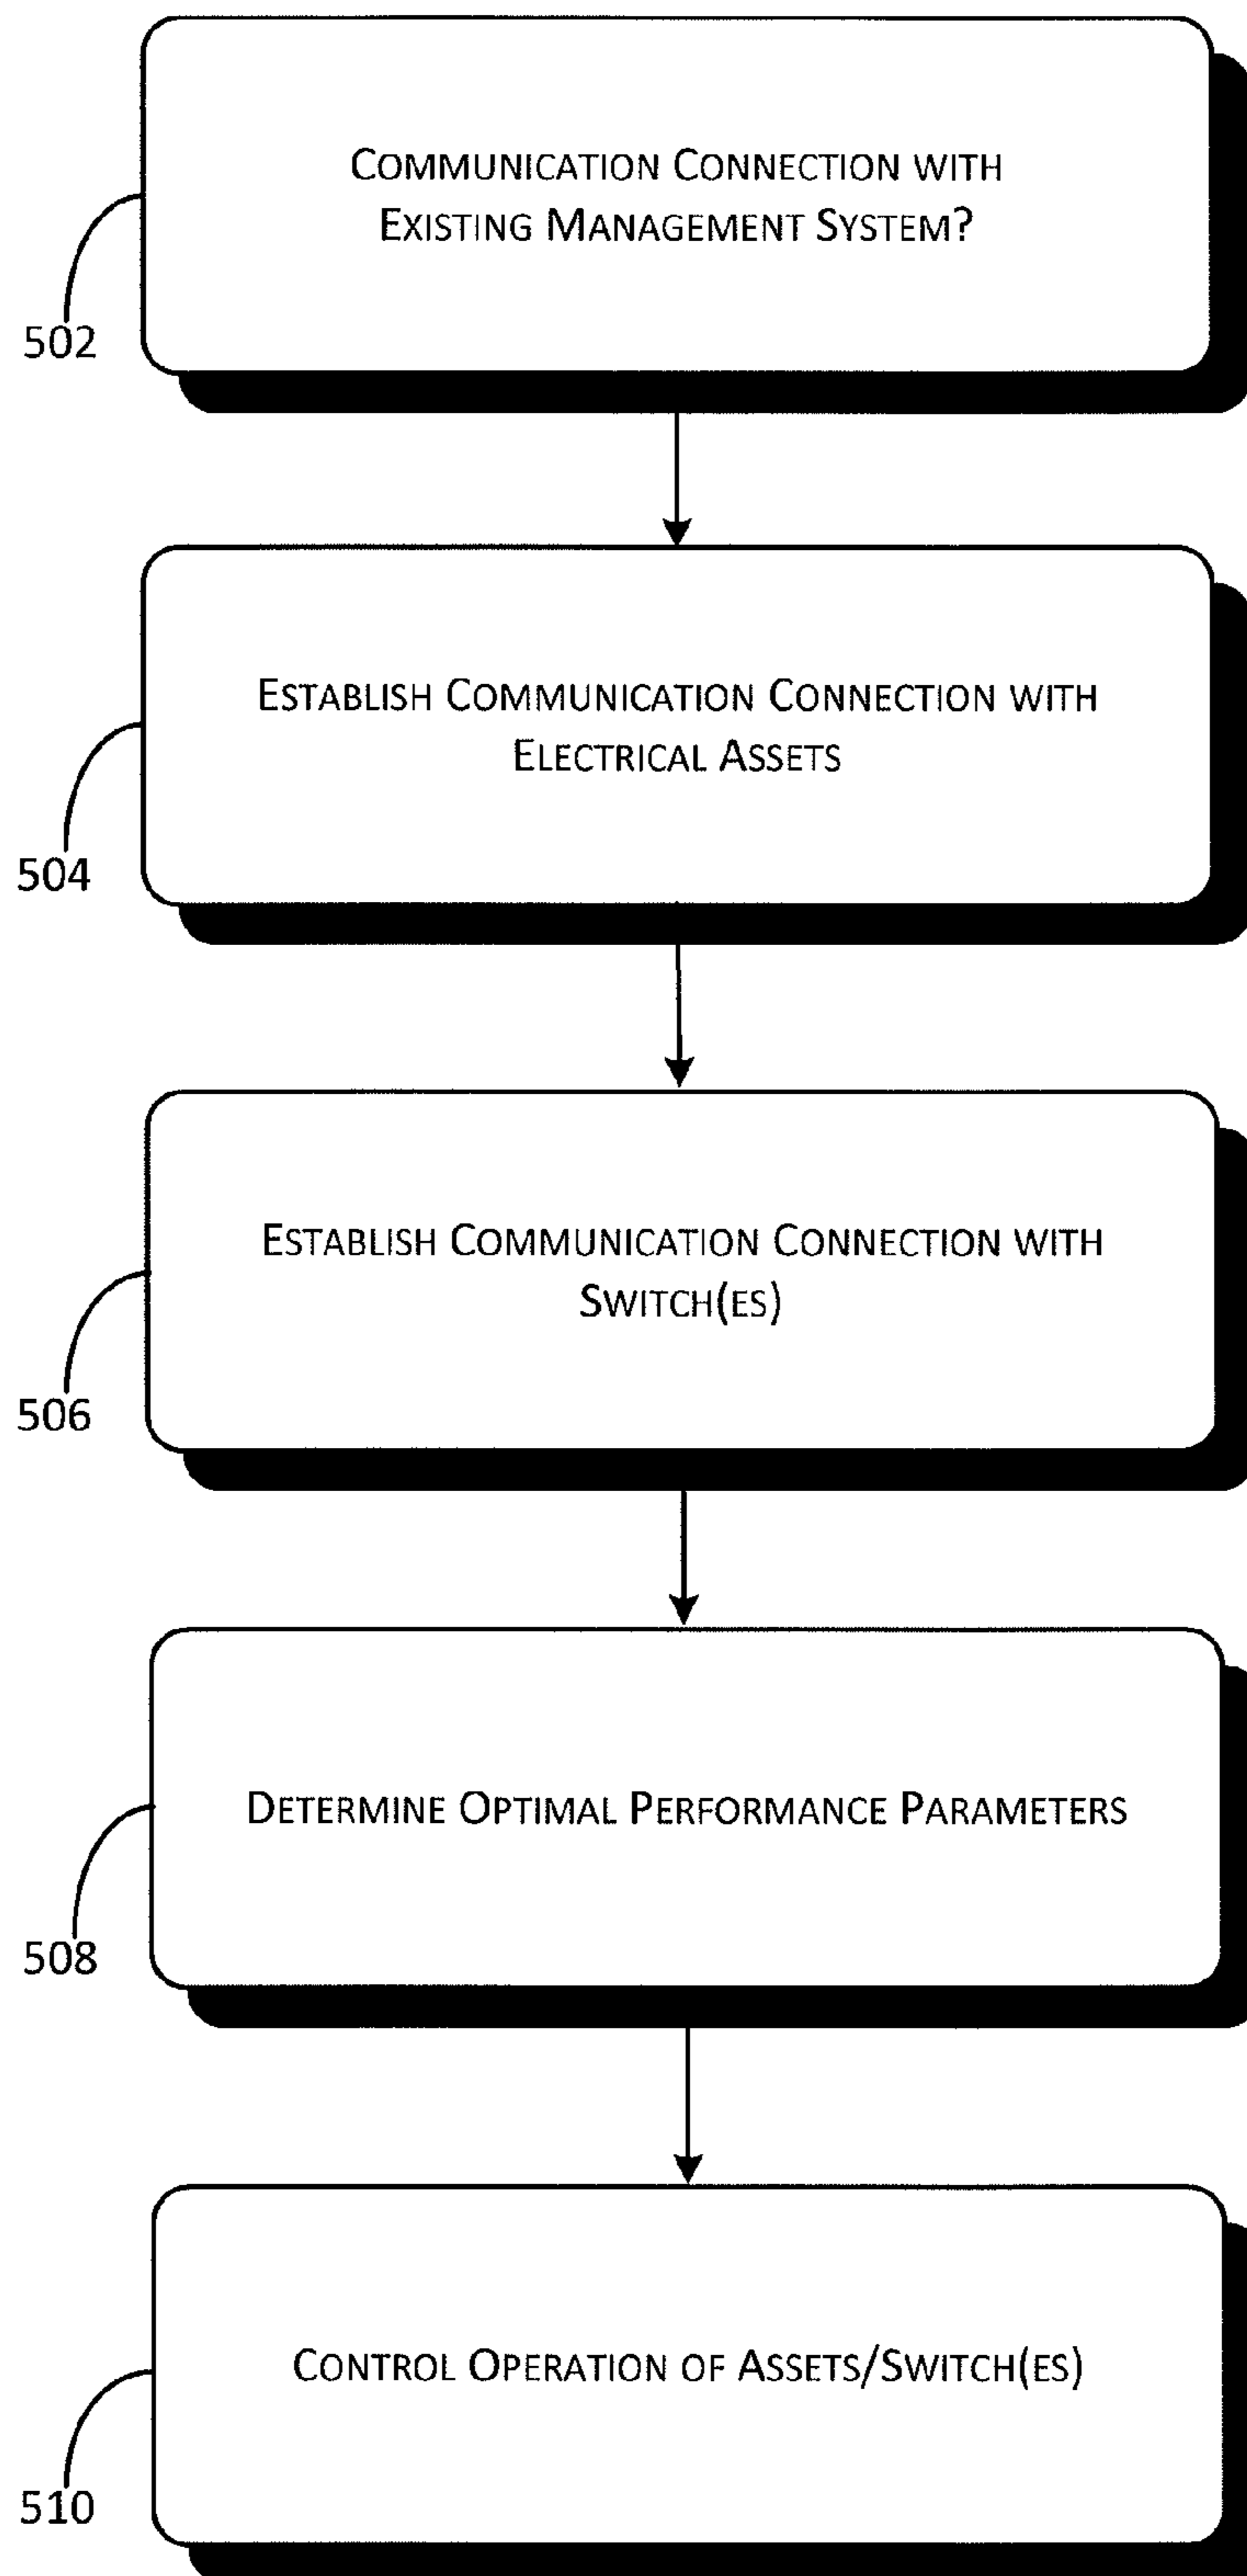 COMMUNICATION CONNECTION WITH
EXISTING MANAGEMENT SYSTEM?
502
ESTABLISH COMMUNICATION CONNECTION WITH
ELECTRICAL ASSETS
504
ESTABLISH COMMUNICATION CONNECTION WITH
SWITCH(ES)
506
DETERMINE OPTIMAL PERFORMANCE PARAMETERS
508
CONTROL OPERATION OF ASSETS/SWITCH(ES)
510